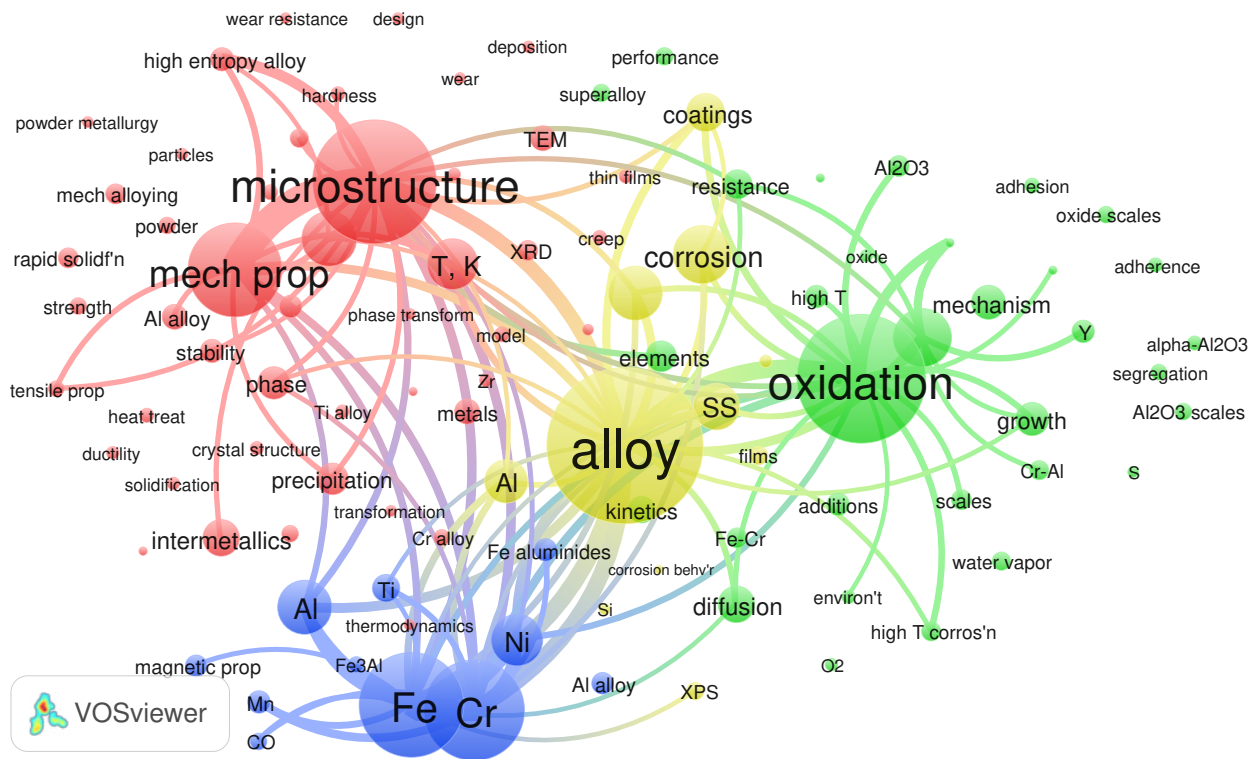 wear resistance
design
deposition
high entropy alloy
performance
wear
superalloy
hardness
coatings
powder metallurgy
TEM
particles
Al2O3
thin films
microstructure
resistance
adhesion
mech alloying
oxide scales
powder
creep
XRD
corrosion
oxide
rapid solidf'n
T, K
mech prop
adherence
high T
mechanism
strength
Al alloy
phase transform
model
Y
alpha-Al2O3
stability
elements
segregation
tensile prop
phase
Zr
oxidation
heat treat
Ti alloy
metals
SS
growth
Al2O3 scales
ductility
crystal structure
alloy
films
Cr-Al
S
solidification
precipitation
Al
transformation
kinetics
additions
scales
intermetallics
Cr alloy
Fe aluminides
Fe-Cr
corrosion behv'r
water vapor
Ti
Al
Si
diffusion
environ't
thermodynamics
Ni
high T corros'n
magnetic prop
Fe3Al
O2
Al alloy
XPS
Mn
Fe
Cr
VOSviewer
CO